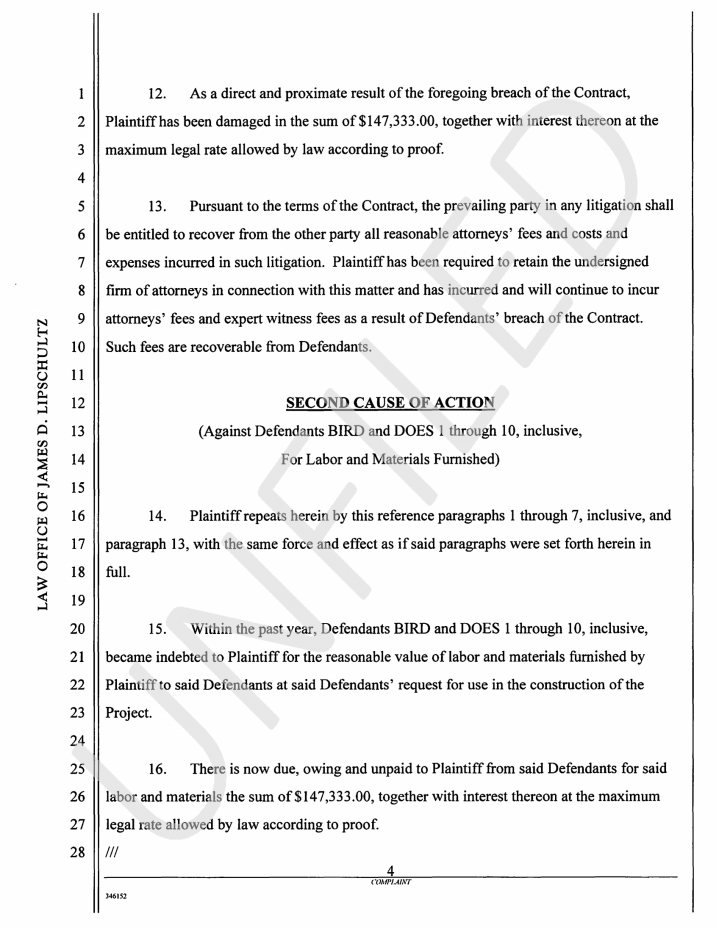 1 12. As a direct and proximate result of the foregoing breach of the Contract,
2 Plaintiff has been damaged in the sum of $147,333.00, together with interest thereon at the
3 maximum legal rate allowed by law according to proof.
4
5 13. Pursuant to the terms of the Contract, the prevailing party in any litigation shall
6 be entitled to recover from the other party all reasonable attorneys' fees and costs and
7 expenses incurred in such litigation. Plaintiff has been required to retain the undersigned
8 firm of attorneys in connection with this matter and has incurred and will continue to incur
9 attorneys' fees and expert witness fees as a result of Defendants' breach of the Contract.
10 Such fees are recoverable from Defendants.
11
12 SECOND CAUSE OF ACTION
13 (Against Defendants BIRD and DOES 1 through 10, inclusive,
14 For Labor and Materials Furnished)
15
16 14. Plaintiff repeats herein by this reference paragraphs 1 through 7, inclusive, and
17 paragraph 13, with the same force and effect as if said paragraphs were set forth herein in
18 full.
19
20 15. Within the past year, Defendants BIRD and DOES 1 through 10, inclusive,
21 became indebted to Plaintiff for the reasonable value of labor and materials furnished by
22 Plaintiff to said Defendants at said Defendants' request for use in the construction of the
23 Project.
24
25 16. There is now due, owing and unpaid to Plaintiff from said Defendants for said
26 labor and materials the sum of $147,333.00, together with interest thereon at the maximum
27 legal rate allowed by law according to proof.
28 ///
4
COMPLAINT
346152
LAW OFFICE OF JAMES D. LIPSCHULTZ
UNFILED